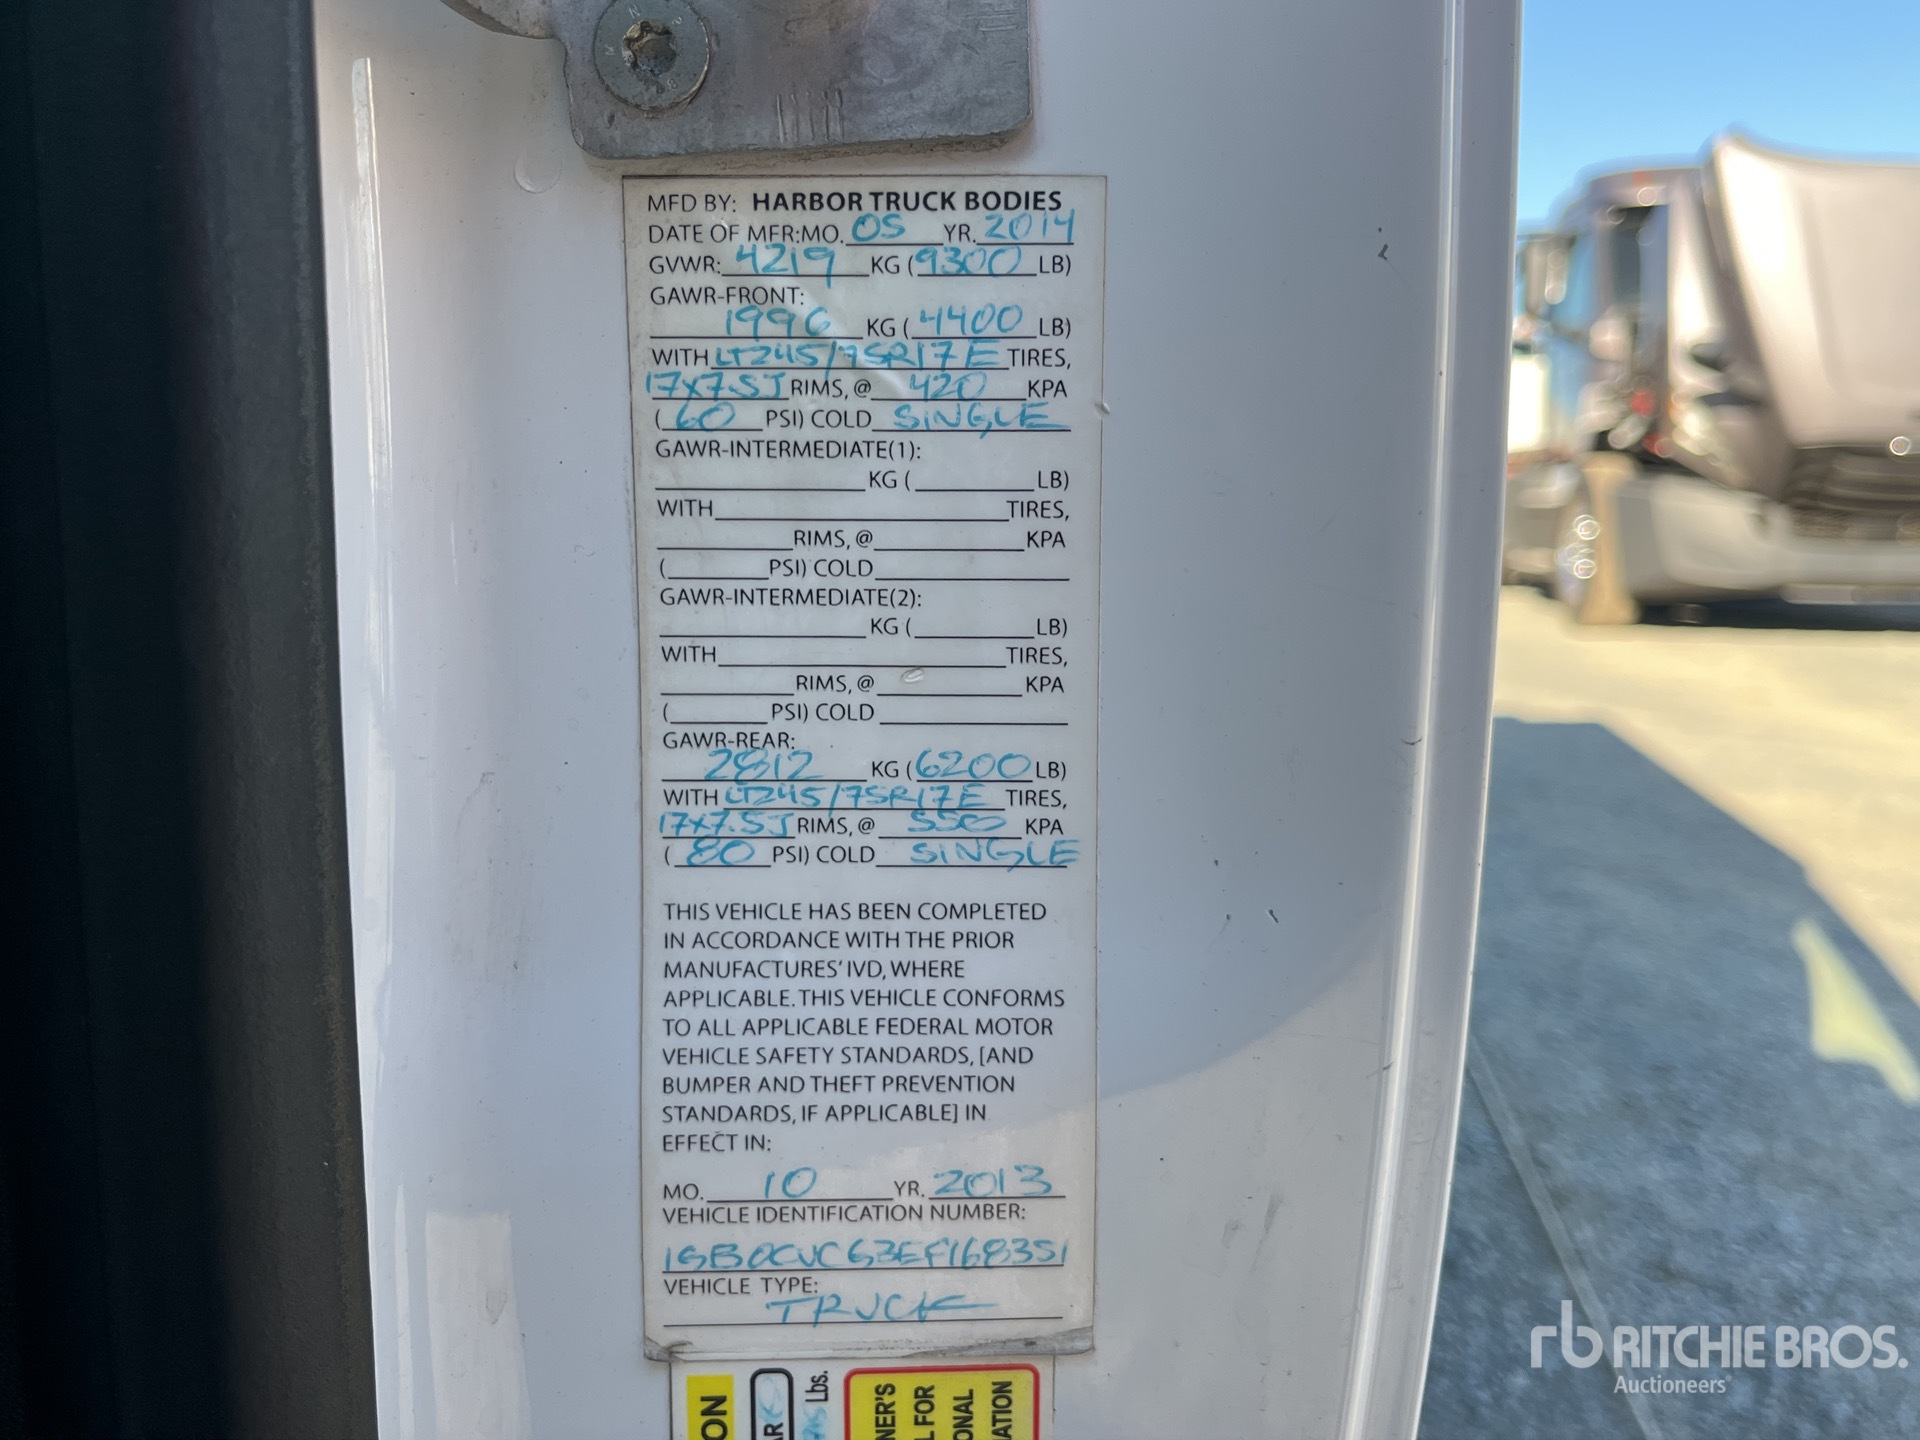 MFD BY: HARBOR TRUCK BODIES
DATE OF MFR:MO. 05 YR. 2014
GVWR: 4219 KG (9300 LB)
GAWR-FRONT:
1996 KG (4400 LB)
WITH LT245/75R17E TIRES,
17x7.5J RIMS, @ 420 KPA
(60 PSI) COLD SINGLE
GAWR-INTERMEDIATE(1):
KG ( LB)
WITH TIRES,
RIMS, @ KPA
( PSI) COLD
GAWR-INTERMEDIATE(2):
KG ( LB)
WITH TIRES,
RIMS, @ KPA
( PSI) COLD
GAWR-REAR:
2812 KG (6200 LB)
WITH LT245/75R17E TIRES,
17x7.5J RIMS, @ 550 KPA
(80 PSI) COLD SINGLE
THIS VEHICLE HAS BEEN COMPLETED
IN ACCORDANCE WITH THE PRIOR
MANUFACTURES' IVD, WHERE
APPLICABLE. THIS VEHICLE CONFORMS
TO ALL APPLICABLE FEDERAL MOTOR
VEHICLE SAFETY STANDARDS, [AND
BUMPER AND THEFT PREVENTION
STANDARDS, IF APPLICABLE] IN
EFFECT IN:
MO. 10 YR. 2013
VEHICLE IDENTIFICATION NUMBER:
1GB0CVCG3EF168351
VEHICLE TYPE:
TRUCK
Lbs.
rb RITCHIE BROS.
Auctioneers